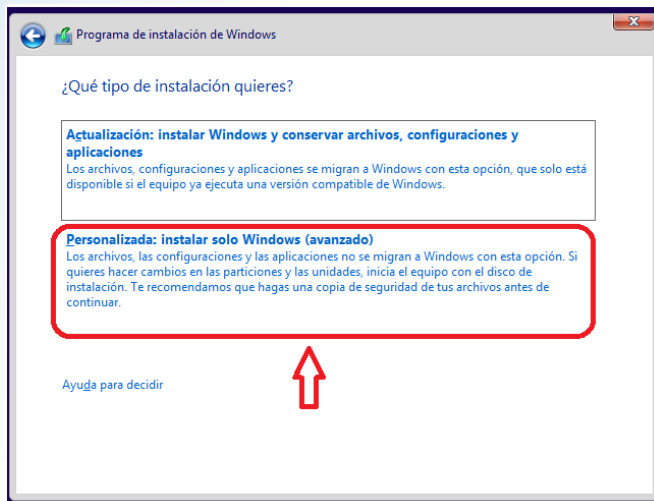 Programa de instalación de Windows
¿Qué tipo de instalación quieres?
Actualización: instalar Windows y conservar archivos, configuraciones y
aplicaciones
Los archivos, configuraciones y aplicaciones se migran a Windows con esta opción, que solo está
disponible si el equipo ya ejecuta una versión compatible de Windows.
Personalizada: instalar solo Windows (avanzado)
Los archivos, las configuraciones y las aplicaciones no se migran a Windows con esta opción. Si
quieres hacer cambios en las particiones y las unidades, inicia el equipo con el disco de
instalación. Te recomendamos que hagas una copia de seguridad de tus archivos antes de
continuar.
Ayuda para decidir